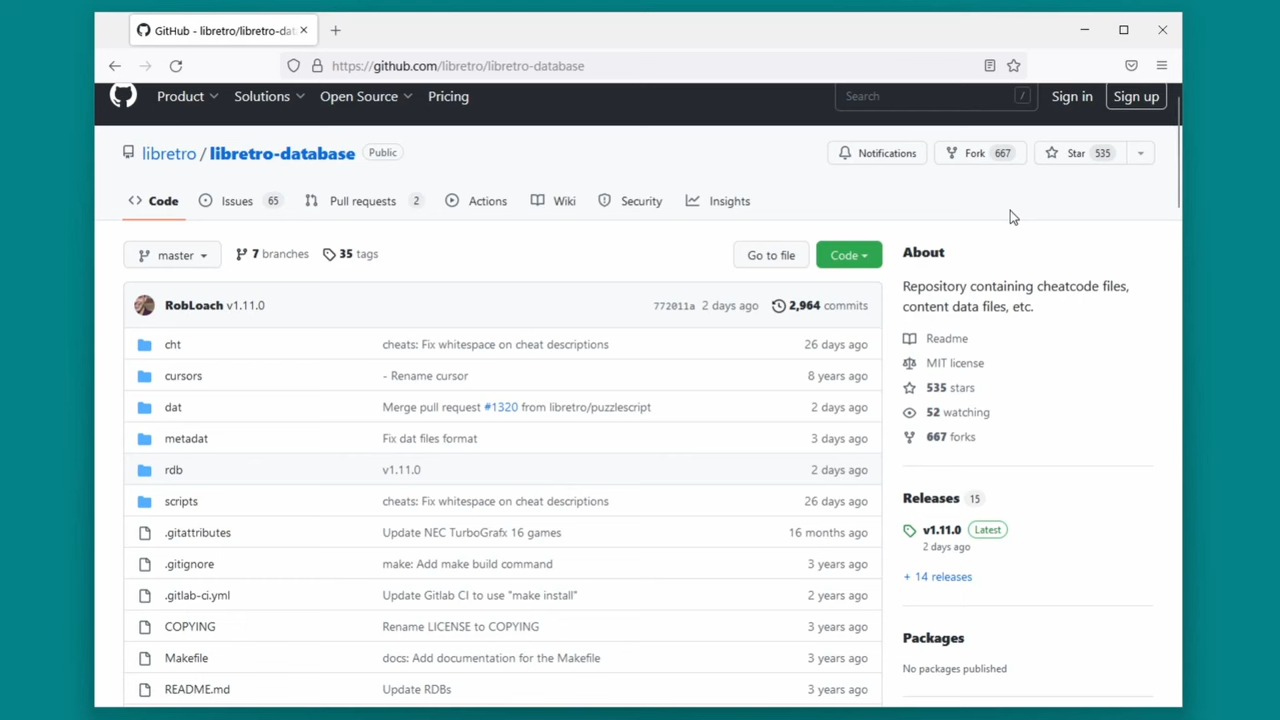 GitHub - libretro/libretro-dat
https://github.com/libretro/libretro-database
Product Solutions Open Source Pricing Search / Sign in Sign up
libretro / libretro-database Public Notifications Fork 667 Star 535
Code Issues 65 Pull requests 2 Actions Wiki Security Insights
master 7 branches 35 tags Go to file Code
RobLoach v1.11.0 772011a 2 days ago 2,964 commits
cht cheats: Fix whitespace on cheat descriptions 26 days ago
cursors - Rename cursor 8 years ago
dat Merge pull request #1320 from libretro/puzzlescript 2 days ago
metadat Fix dat files format 3 days ago
rdb v1.11.0 2 days ago
scripts cheats: Fix whitespace on cheat descriptions 26 days ago
.gitattributes Update NEC TurboGrafx 16 games 16 months ago
.gitignore make: Add make build command 3 years ago
.gitlab-ci.yml Update Gitlab CI to use "make install" 2 years ago
COPYING Rename LICENSE to COPYING 3 years ago
Makefile docs: Add documentation for the Makefile 3 years ago
README.md Update RDBs 3 years ago
About
Repository containing cheatcode files,
content data files, etc.
Readme
MIT license
535 stars
52 watching
667 forks
Releases 15
v1.11.0 Latest
2 days ago
+ 14 releases
Packages
No packages published